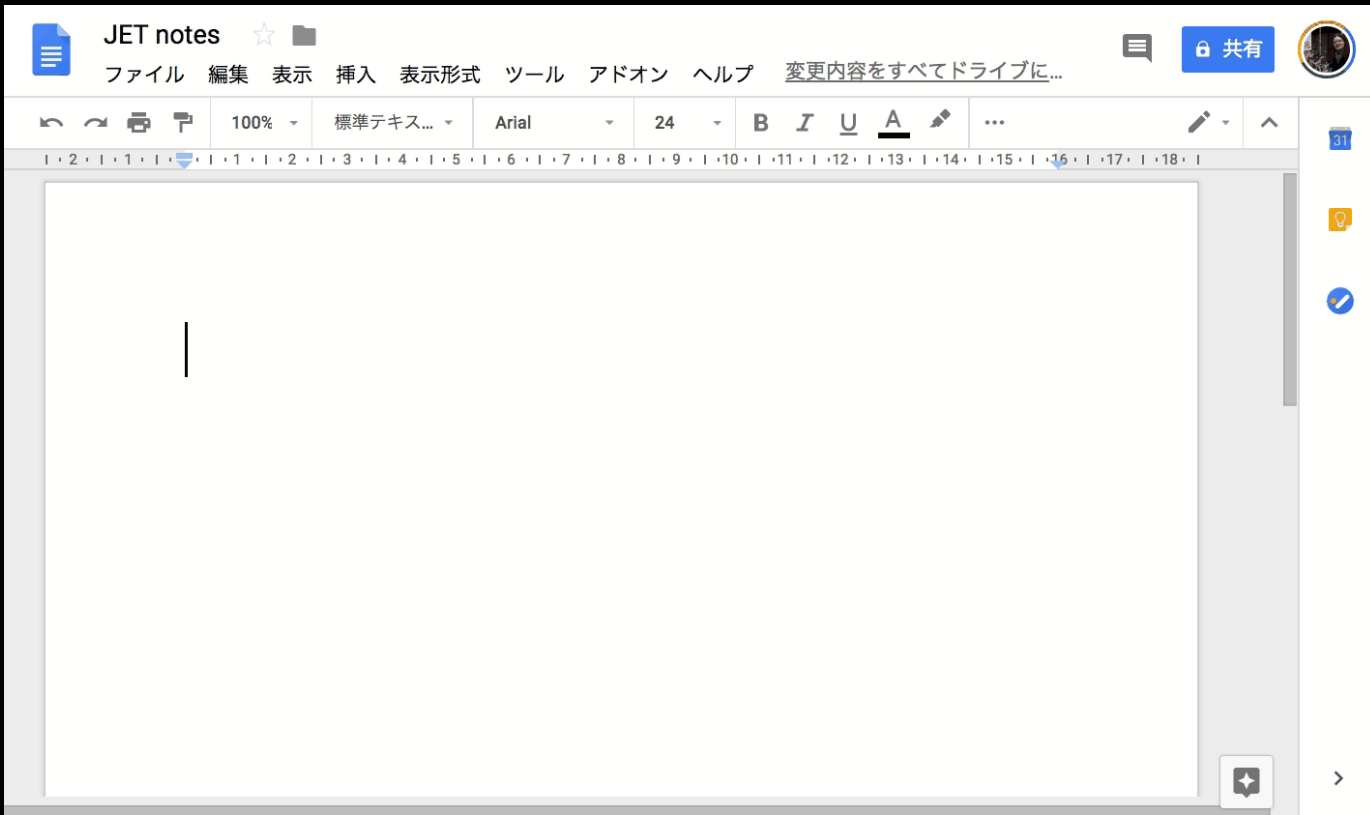 JET notes
共有
ファイル 編集 表示 挿入 表示形式 ツール アドオン ヘルプ 変更内容をすべてドライブに…
100% 標準テキス… Arial 24 B I U A
2 1 1 2 3 4 5 6 7 8 9 10 11 12 13 14 15 16 17 18
31